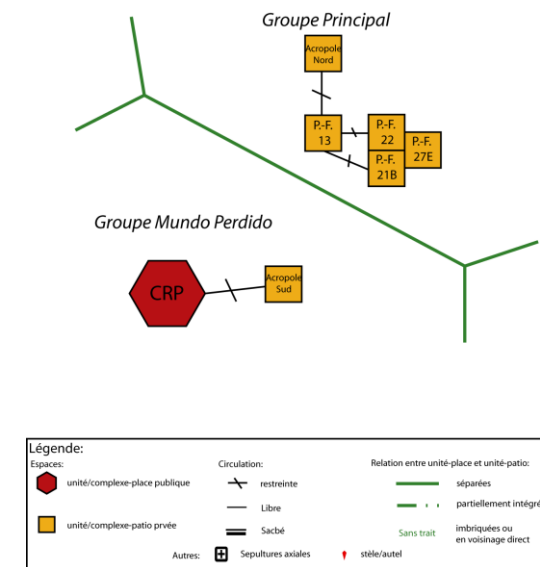 Groupe Principal
Acropole
Nord
P.-F.
13
P.-F.
22
P.-F.
27E
P.-F.
21B
Groupe Mundo Perdido
CRP
Acropole
Sud
Légende:
Espaces:
unité/complexe-place publique
unité/complexe-patio prvée
Circulation:
restreinte
Libre
Sacbé
Relation entre unité-place et unité-patio:
séparées
partiellement intégré
Sans trait
imbriquées ou
en voisinage direct
Autres:
Sepultures axiales
stèle/autel